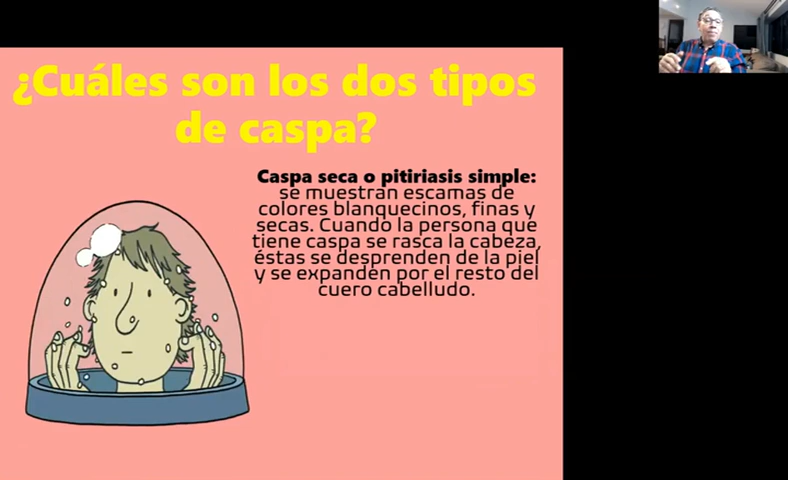 ¿Cuáles son los dos tipos
de caspa?
Caspa seca o pitiriasis simple:
se muestran escamas de
colores blanquecinos, finas y
secas. Cuando la persona que
tiene caspa se rasca la cabeza,
éstas se desprenden de la piel
y se expanden por el resto del
cuero cabelludo.